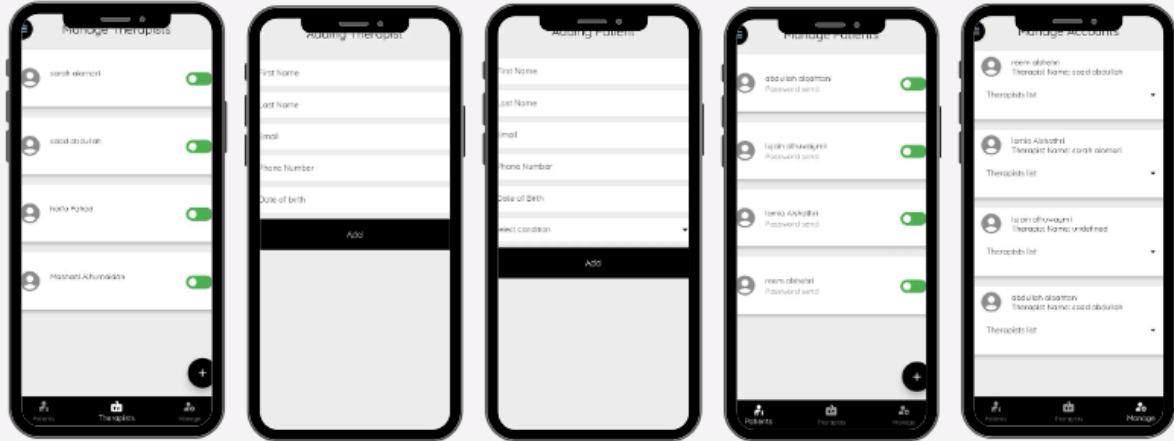 Manage Therapists
sarah alomari
saad abdullah
haifa Fahad
Mashael Alhumaidan
Patients
Therapists
Manage
Adding Therapist
First Name
Last Name
Email
Phone Number
Date of birth
Add
Adding Patient
First Name
Last Name
Email
Phone Number
Date of Birth
Select Condition
Add
Manage Patients
abdullah alqahtani
Password send
lujain alhuwaymil
Password send
lamia Alshathri
Password send
reem alshehri
Password send
Patients
Therapists
Manage
Manage Accounts
reem alshehri
Therapist Name: saad abdullah
Therapists list
lamia Alshathri
Therapist Name: sarah alomari
Therapists list
lujain alhuwaymil
Therapist Name: undefined
Therapists list
abdullah alqahtani
Therapist Name: saad abdullah
Therapists list
Patients
Therapists
Manage